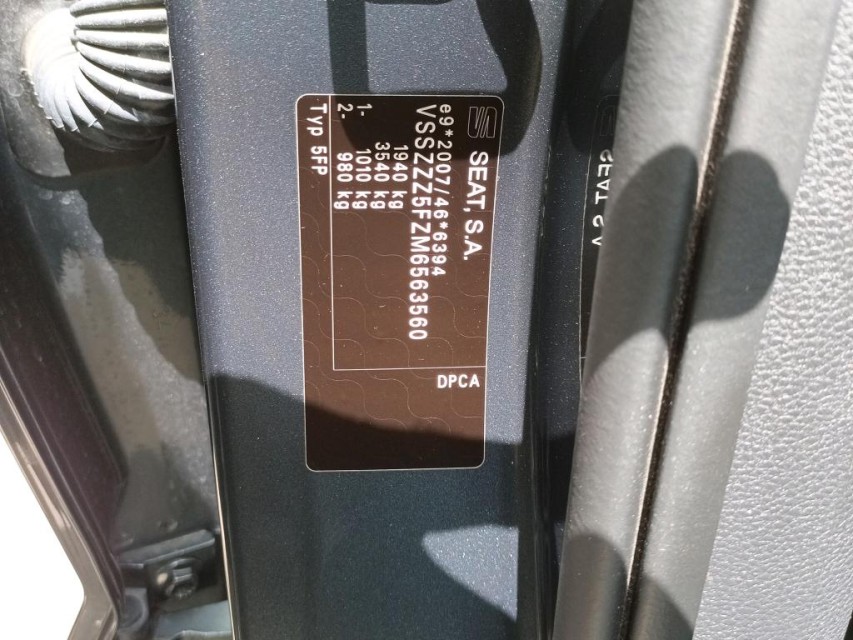 SEAT, S.A.
e9*2007/46*6394
VSSZZZ5FZM6563560
1940 kg
3540 kg
1- 1010 kg
2- 980 kg
Typ 5FP
DPCA